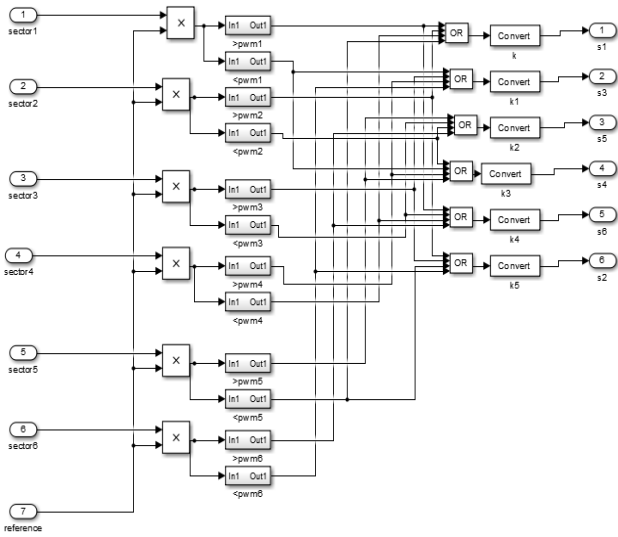 1
sector1
X
In1 Out1
>pwm1
In1 Out1
<pwm1
OR
Convert
k
1
s1
2
sector2
X
In1 Out1
>pwm2
In1 Out1
<pwm2
OR
Convert
k1
2
s3
OR
Convert
k2
3
s5
3
sector3
X
In1 Out1
>pwm3
In1 Out1
<pwm3
OR
Convert
k3
4
s4
OR
Convert
k4
5
s6
4
sector4
X
In1 Out1
>pwm4
In1 Out1
<pwm4
OR
Convert
k5
6
s2
5
sector5
X
In1 Out1
>pwm5
In1 Out1
<pwm5
6
sector6
X
In1 Out1
>pwm6
In1 Out1
<pwm6
7
reference